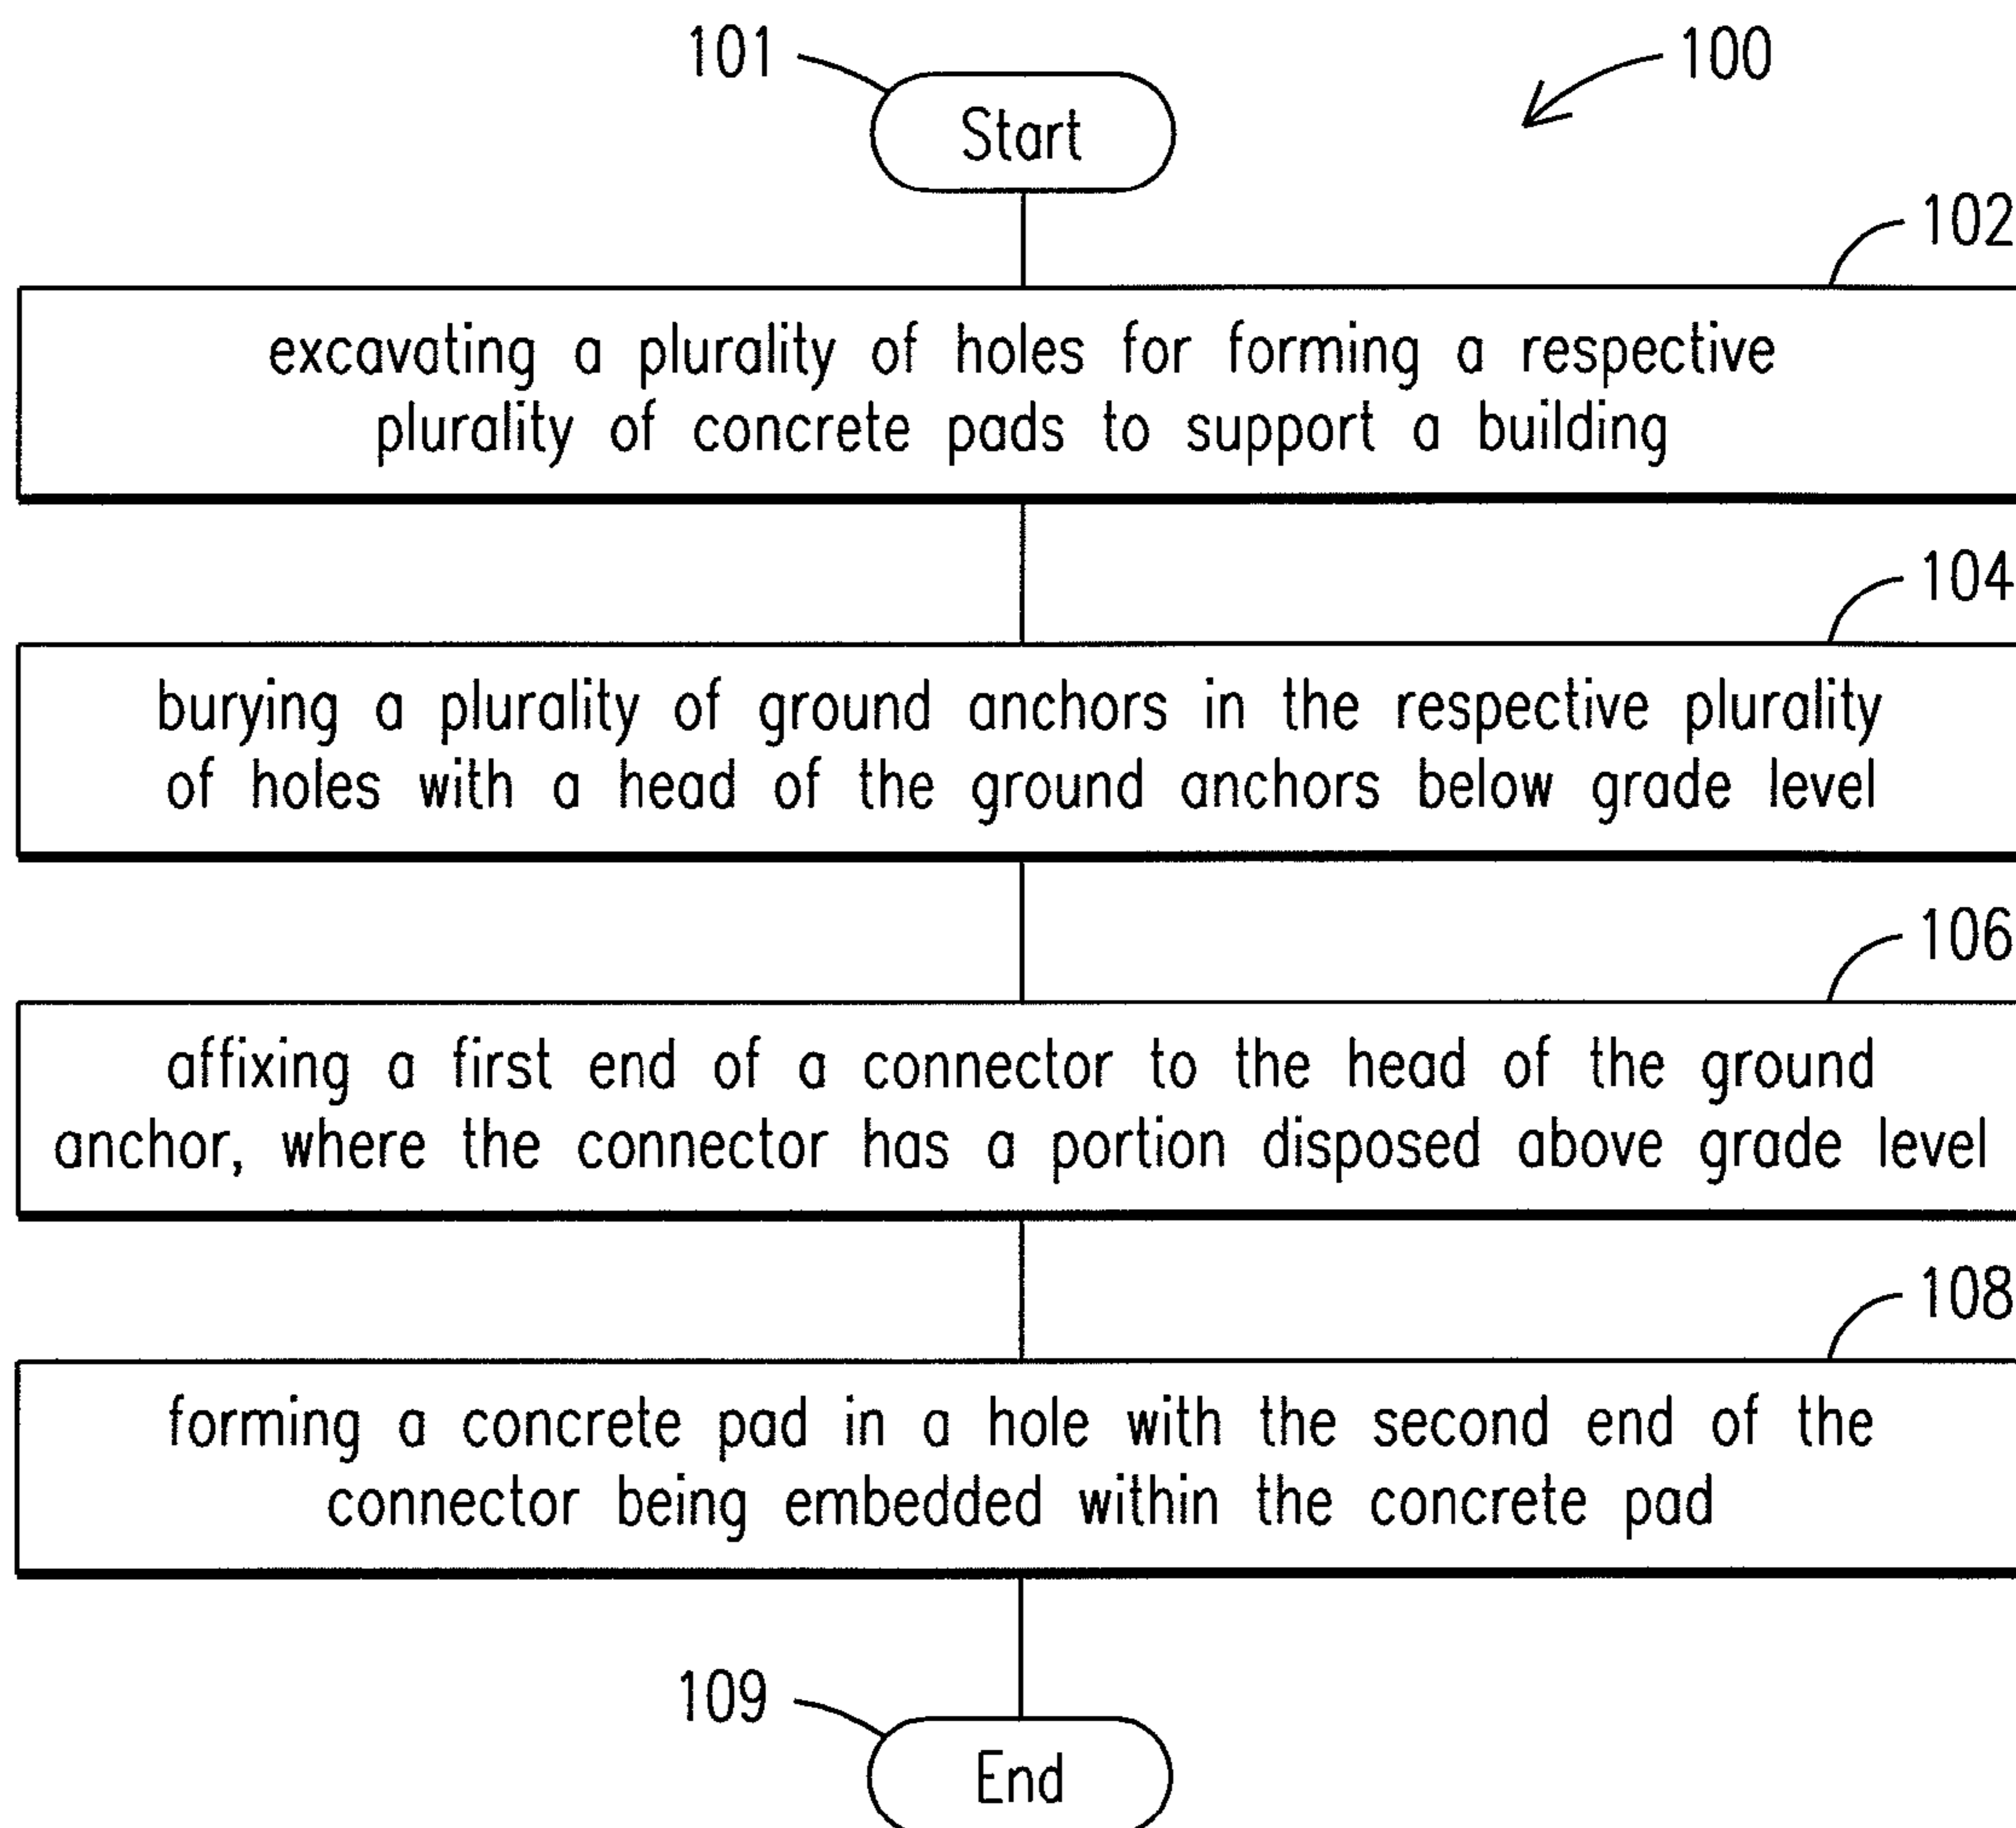 101
100
Start
102
excavating a plurality of holes for forming a respective
plurality of concrete pads to support a building
104
burying a plurality of ground anchors in the respective plurality
of holes with a head of the ground anchors below grade level
106
affixing a first end of a connector to the head of the ground
anchor, where the connector has a portion disposed above grade level
108
forming a concrete pad in a hole with the second end of the
connector being embedded within the concrete pad
109
End